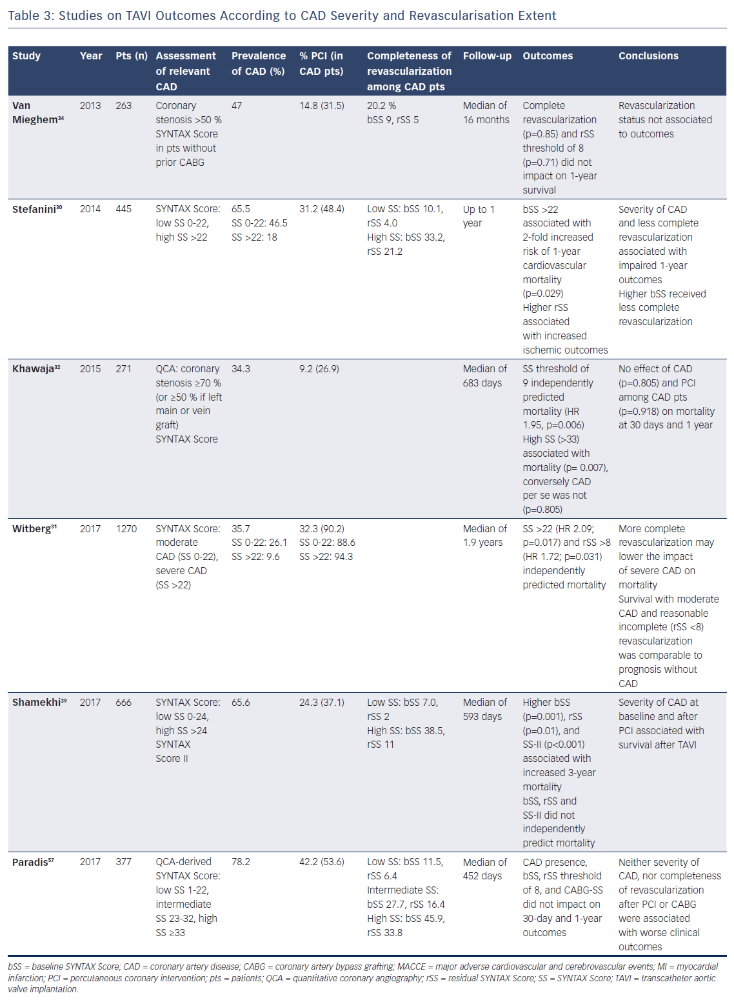 Table 3: Studies on TAVI Outcomes According to CAD Severity and Revascularisation Extent
Study
Year
Pts (n)
Assessment
of relevant
CAD
Prevalence
of CAD (%)
% PCI (in
CAD pts)
Completeness of
revascularization
among CAD pts
Follow-up
Outcomes
Conclusions
Van
Mieghem³⁴
2013
263
Coronary
stenosis >50 %
SYNTAX Score
in pts without
prior CABG
47
14.8 (31.5)
20.2 %
bSS 9, rSS 5
Median of
16 months
Complete
revascularization
(p=0.85) and rSS
threshold of 8
(p=0.71) did not
impact on 1-year
survival
Revascularization
status not associated
to outcomes
Stefanini³⁰
2014
445
SYNTAX Score:
low SS 0-22,
high SS >22
65.5
SS 0-22: 46.5
SS >22: 18
31.2 (48.4)
Low SS: bSS 10.1,
rSS 4.0
High SS: bSS 33.2,
rSS 21.2
Up to 1
year
bSS >22
associated with
2-fold increased
risk of 1-year
cardiovascular
mortality
(p=0.029)
Higher rSS
associated
with increased
ischemic outcomes
Severity of CAD
and less complete
revascularization
associated with
impaired 1-year
outcomes
Higher bSS received
less complete
revascularization
Khawaja³²
2015
271
QCA: coronary
stenosis ≥70 %
(or ≥50 % if left
main or vein
graft)
SYNTAX Score
34.3
9.2 (26.9)
Median of
683 days
SS threshold of
9 independently
predicted
mortality (HR
1.95, p=0.006)
High SS (>33)
associated with
mortality (p= 0.007),
conversely CAD
per se was not
(p=0.805)
No effect of CAD
(p=0.805) and PCI
among CAD pts
(p=0.918) on mortality
at 30 days and 1 year
Witberg³¹
2017
1270
SYNTAX Score:
moderate
CAD (SS 0-22),
severe CAD
(SS >22)
35.7
SS 0-22: 26.1
SS >22: 9.6
32.3 (90.2)
SS 0-22: 88.6
SS >22: 94.3
Median of
1.9 years
SS >22 (HR 2.09;
p=0.017) and rSS >8
(HR 1.72; p=0.031)
independently
predicted mortality
More complete
revascularization may
lower the impact
of severe CAD on
mortality
Survival with moderate
CAD and reasonable
incomplete (rSS <8)
revascularization
was comparable to
prognosis without
CAD
Shamekhi³⁹
2017
666
SYNTAX Score:
low SS 0-24,
high SS >24
SYNTAX
Score II
65.6
24.3 (37.1)
Low SS: bSS 7.0,
rSS 2
High SS: bSS 38.5,
rSS 11
Median of
593 days
Higher bSS
(p=0.001), rSS
(p=0.01), and
SS-II (p<0.001)
associated with
increased 3-year
mortality
bSS, rSS and
SS-II did not
independently
predict mortality
Severity of CAD at
baseline and after
PCI associated with
survival after TAVI
Paradis⁵⁷
2017
377
QCA-derived
SYNTAX Score:
low SS 1-22,
intermediate
SS 23-32, high
SS ≥33
78.2
42.2 (53.6)
Low SS: bSS 11.5,
rSS 6.4
Intermediate SS:
bSS 27.7, rSS 16.4
High SS: bSS 45.9,
rSS 33.8
Median of
452 days
CAD presence,
bSS, rSS threshold
of 8, and CABG-SS
did not impact on
30-day and 1-year
outcomes
Neither severity of
CAD, nor completeness
of revascularization
after PCI or CABG
were associated
with worse clinical
outcomes
bSS = baseline SYNTAX Score; CAD = coronary artery disease; CABG = coronary artery bypass grafting; MACCE = major adverse cardiovascular and cerebrovascular events; MI = myocardial
infarction; PCI = percutaneous coronary intervention; pts = patients; QCA = quantitative coronary angiography; rSS = residual SYNTAX Score; SS = SYNTAX Score; TAVI = transcatheter aortic
valve implantation.